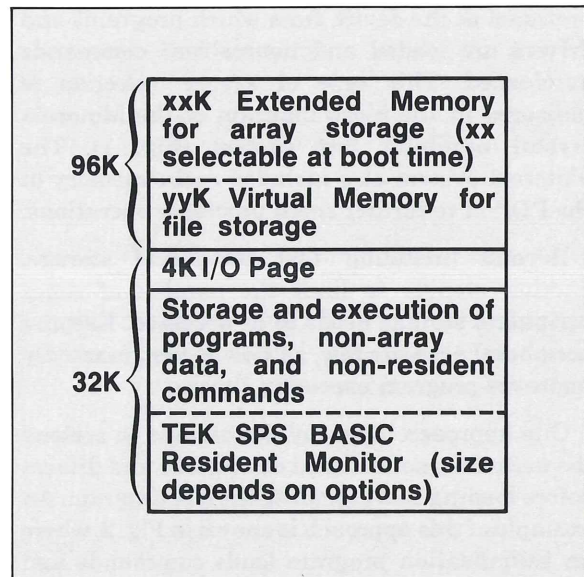 xxK Extended Memory
for array storage (xx
selectable at boot time)
96K
yyK Virtual Memory for
file storage
4K I/O Page
Storage and execution of
programs, non-array
data, and non-resident
32K
commands
TEK SPS BASIC
Resident Monitor (size
depends on options)